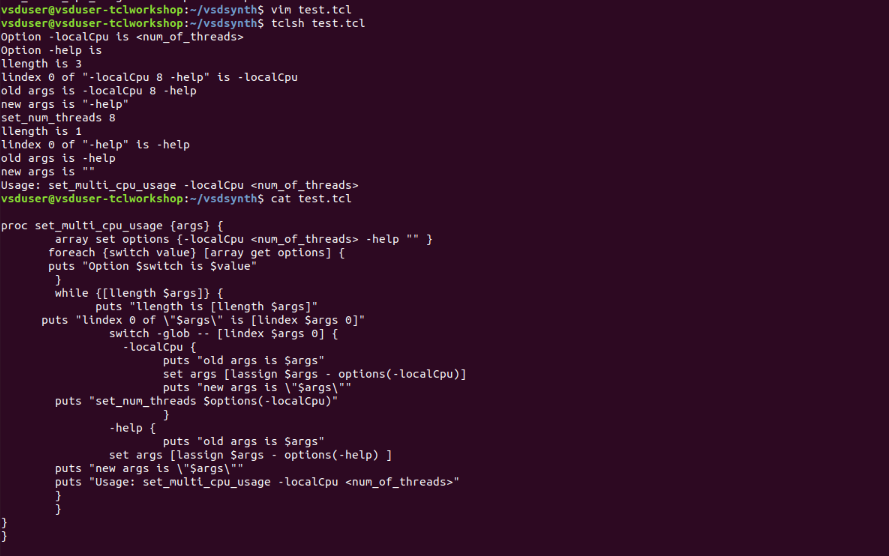 vsduser@vsduser-tclworkshop:~/vsdsynth$ vim test.tcl
vsduser@vsduser-tclworkshop:~/vsdsynth$ tclsh test.tcl
Option -localCpu is <num_of_threads>
Option -help is
llength is 3
lindex 0 of "-localCpu 8 -help" is -localCpu
old args is -localCpu 8 -help
new args is "-help"
set_num_threads 8
llength is 1
lindex 0 of "-help" is -help
old args is -help
new args is ""
Usage: set_multi_cpu_usage -localCpu <num_of_threads>
vsduser@vsduser-tclworkshop:~/vsdsynth$ cat test.tcl

proc set_multi_cpu_usage {args} {
        array set options {-localCpu <num_of_threads> -help "" }
       foreach {switch value} [array get options] {
       puts "Option $switch is $value"
        }
        while {[llength $args]} {
              puts "llength is [llength $args]"
      puts "lindex 0 of \"$args\" is [lindex $args 0]"
                switch -glob -- [lindex $args 0] {
                  -localCpu {
                        puts "old args is $args"
                        set args [lassign $args - options(-localCpu)]
                        puts "new args is \"$args\""
        puts "set_num_threads $options(-localCpu)"
                        }
                -help {
                        puts "old args is $args"
                set args [lassign $args - options(-help) ]
        puts "new args is \"$args\""
        puts "Usage: set_multi_cpu_usage -localCpu <num_of_threads>"
        }
        }
}
}